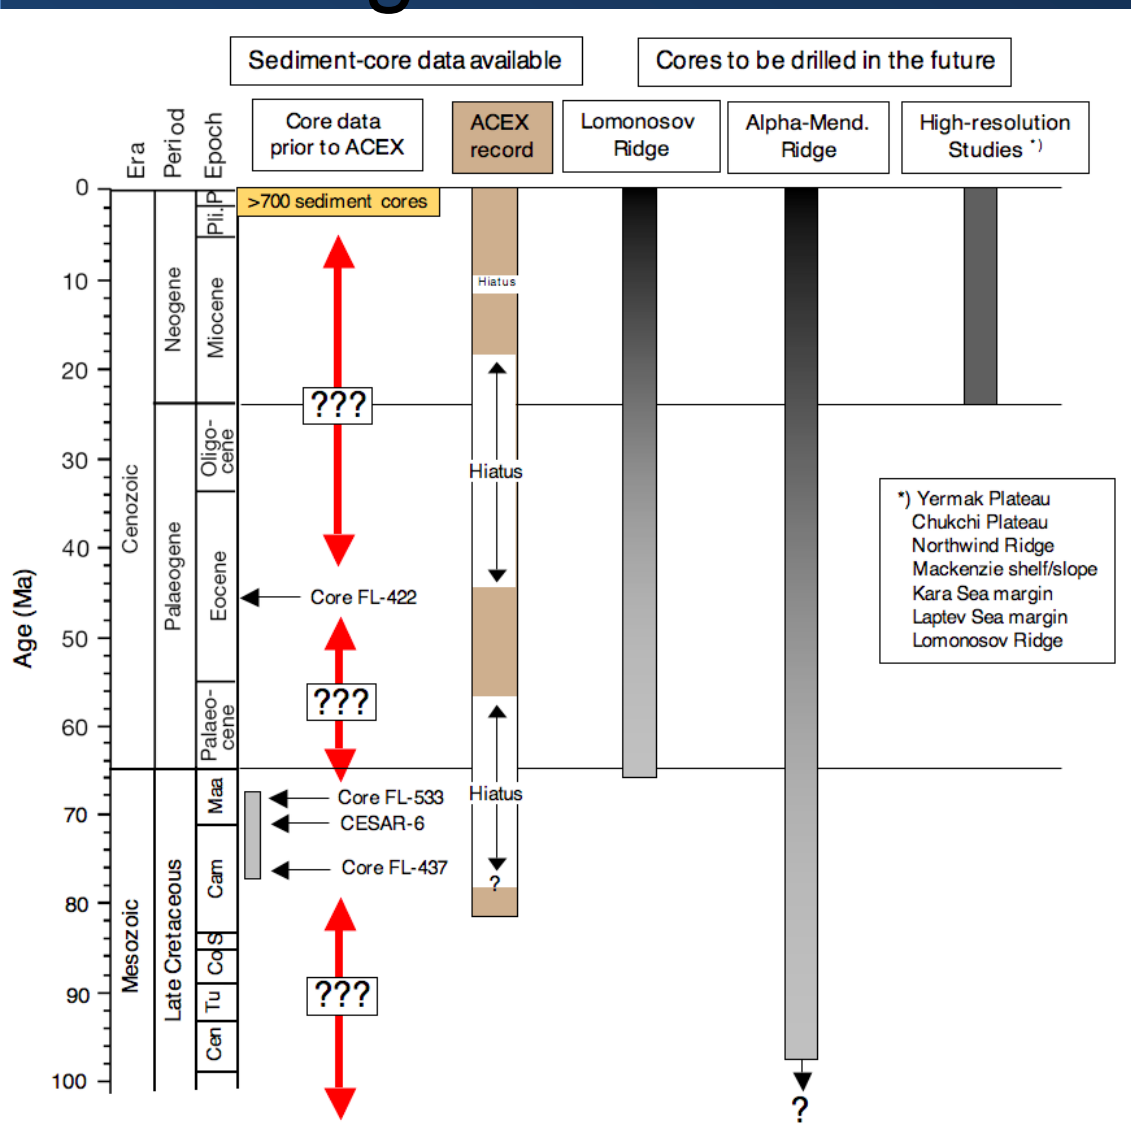 Sediment-core data available
Cores to be drilled in the future
Era
Period
Epoch
Core data
prior to ACEX
ACEX
record
Lomonosov
Ridge
Alpha-Mend.
Ridge
High-resolution
Studies *)
Age (Ma)
0
10
20
30
40
50
60
70
80
90
100
Cenozoic
Mesozoic
Neogene
Palaeogene
Late Cretaceous
P
Pli.
Miocene
Oligo-
cene
Eocene
Palaeo-
cene
Maa
Cam
S
Co
Tu
Cen
>700 sediment cores
???
Core FL-422
???
Core FL-533
CESAR-6
Core FL-437
???
Hiatus
Hiatus
Hiatus
?
?
*) Yermak Plateau
Chukchi Plateau
Northwind Ridge
Mackenzie shelf/slope
Kara Sea margin
Laptev Sea margin
Lomonosov Ridge